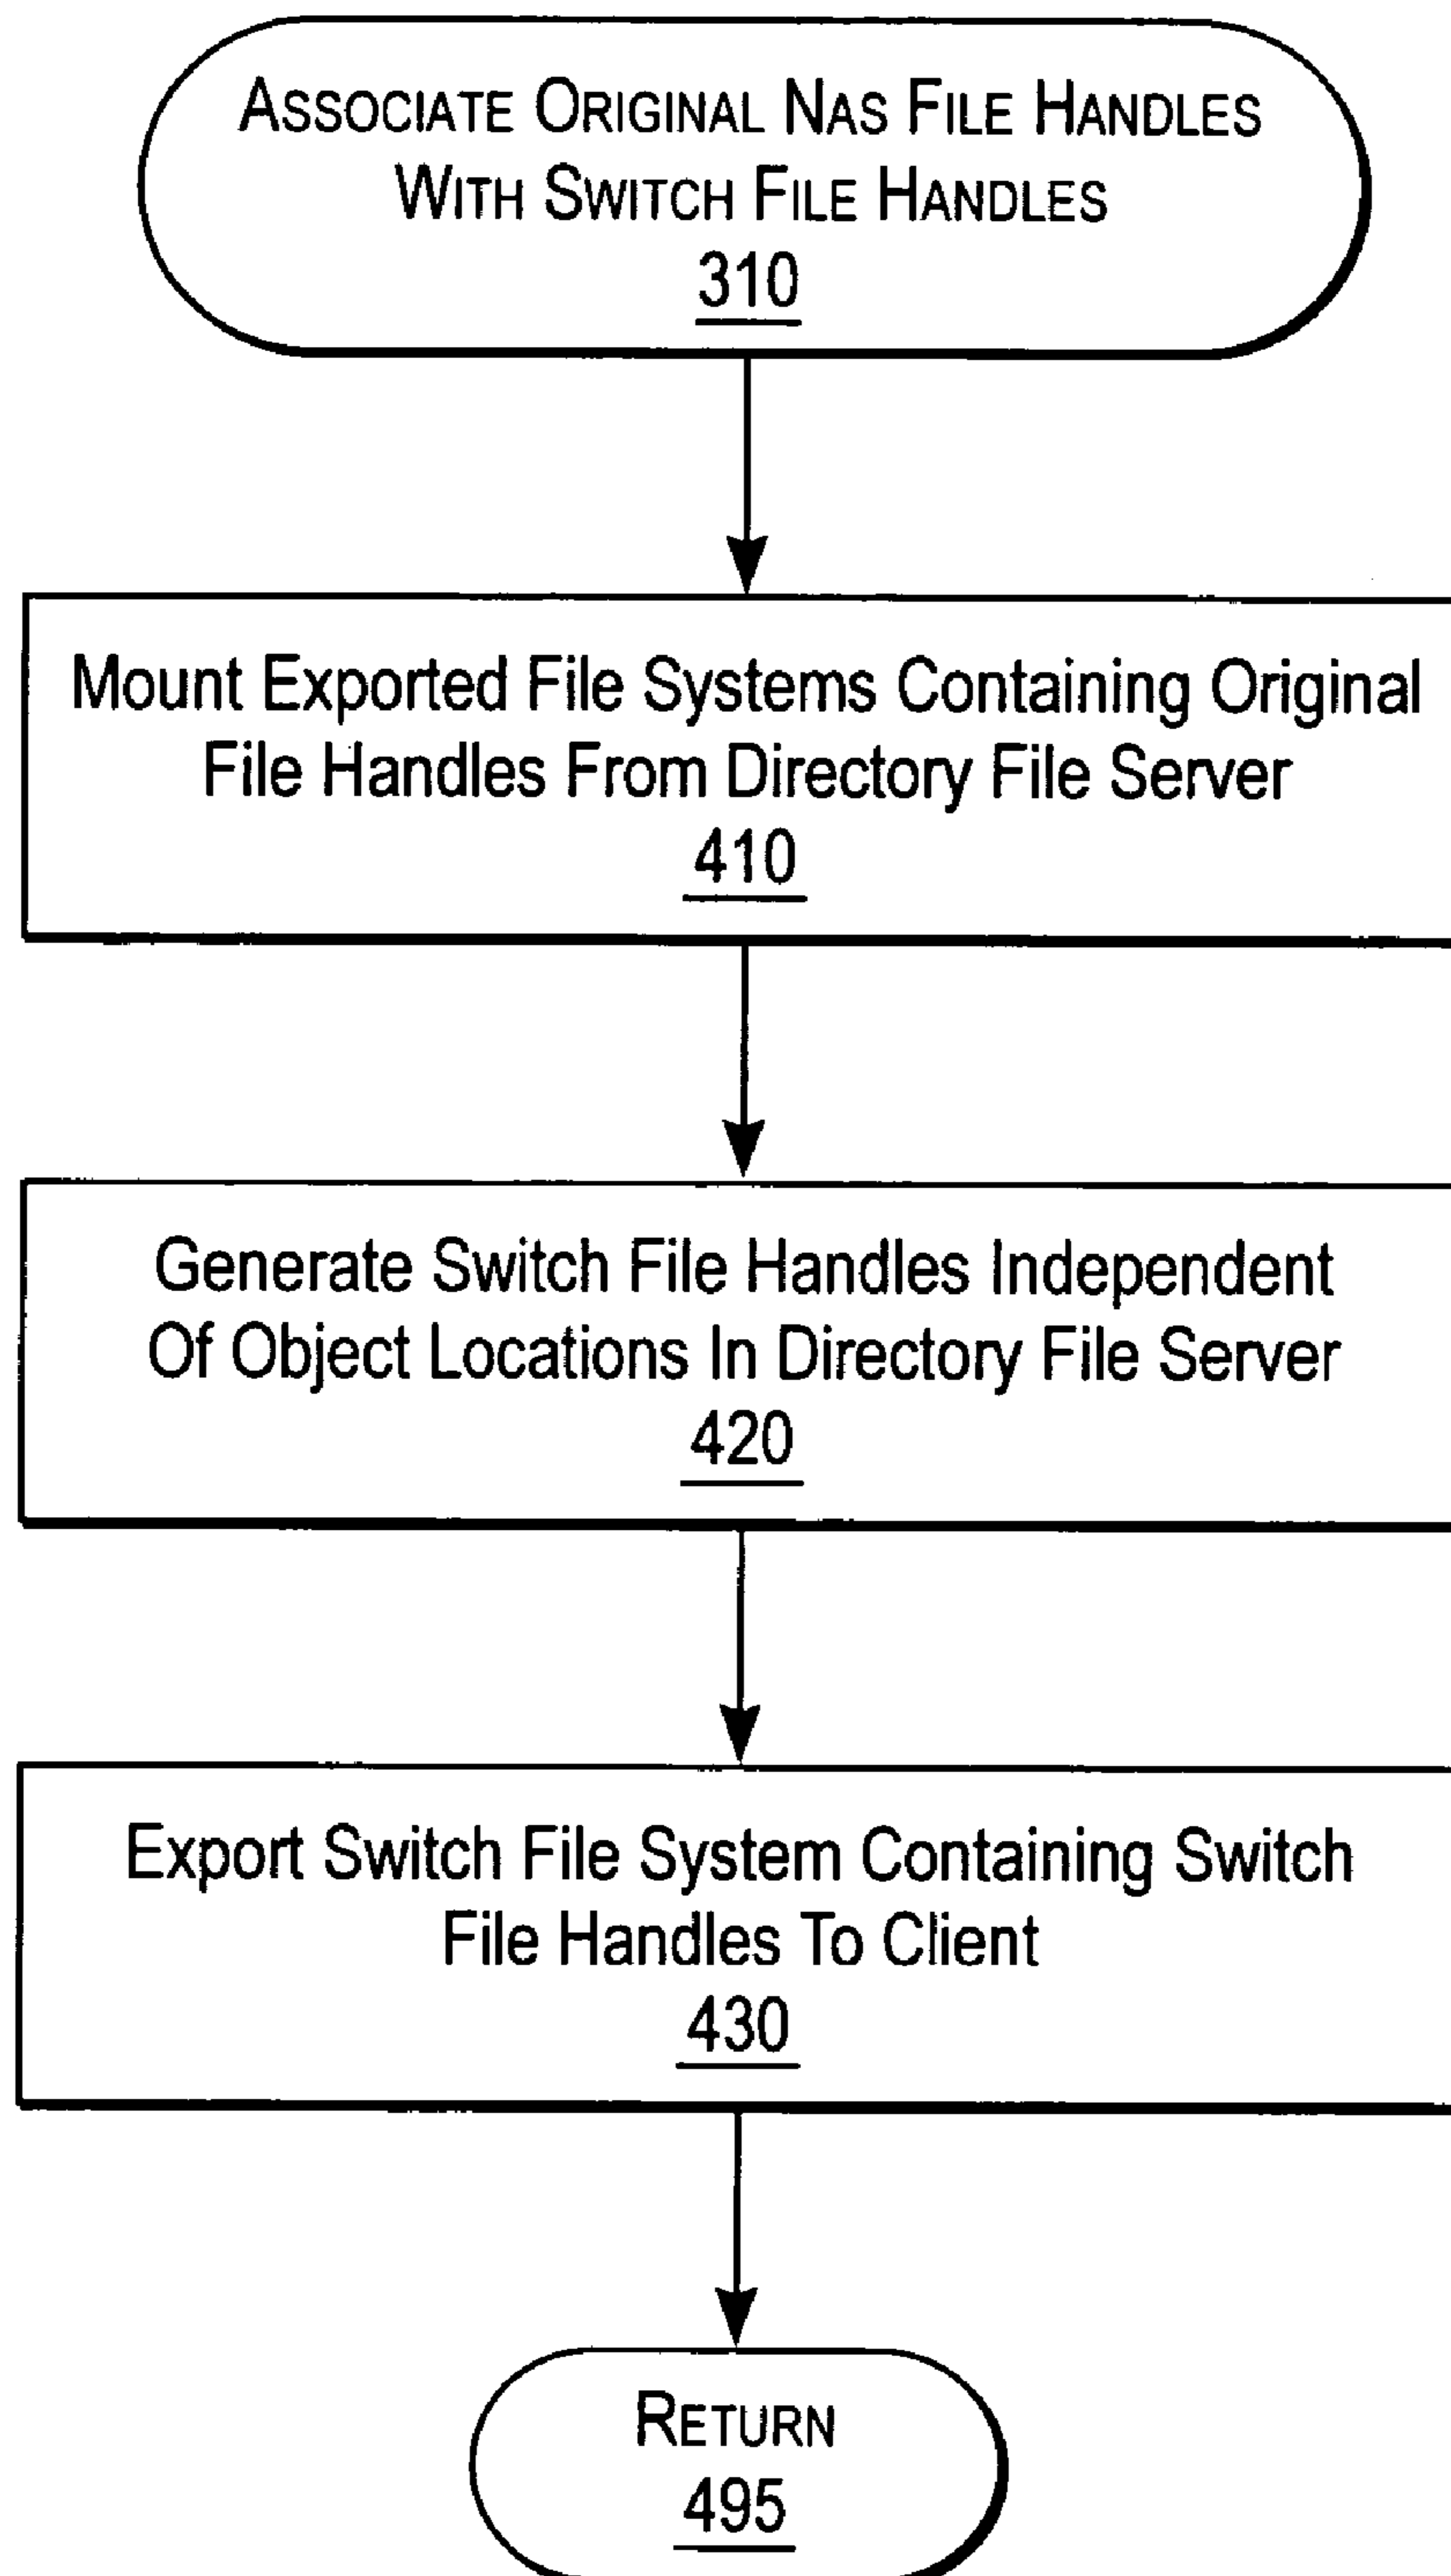 ASSOCIATE ORIGINAL NAS FILE HANDLES
WITH SWITCH FILE HANDLES
310
Mount Exported File Systems Containing Original
File Handles From Directory File Server
410
Generate Switch File Handles Independent
Of Object Locations In Directory File Server
420
Export Switch File System Containing Switch
File Handles To Client
430
RETURN
495